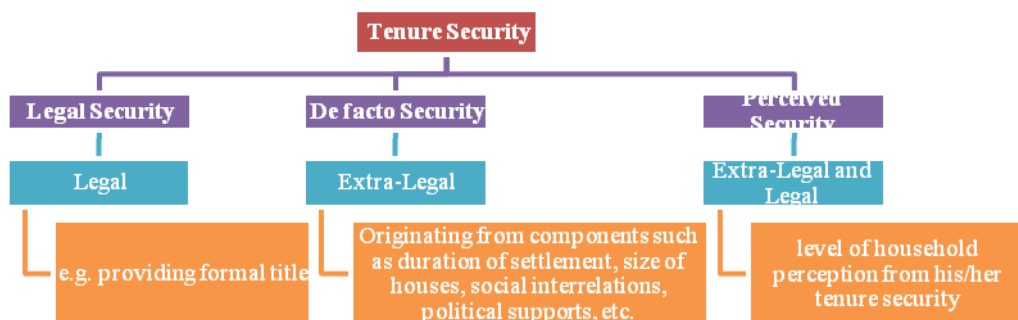 Tenure Security
Legal Security
De facto Security
Perceived
Security
Legal
Extra-Legal
Extra-Legal and
Legal
e.g. providing formal title
Originating from components such
as duration of settlement, size of
houses, social interrelations,
political supports, etc.
level of household
perception from his/her
tenure security